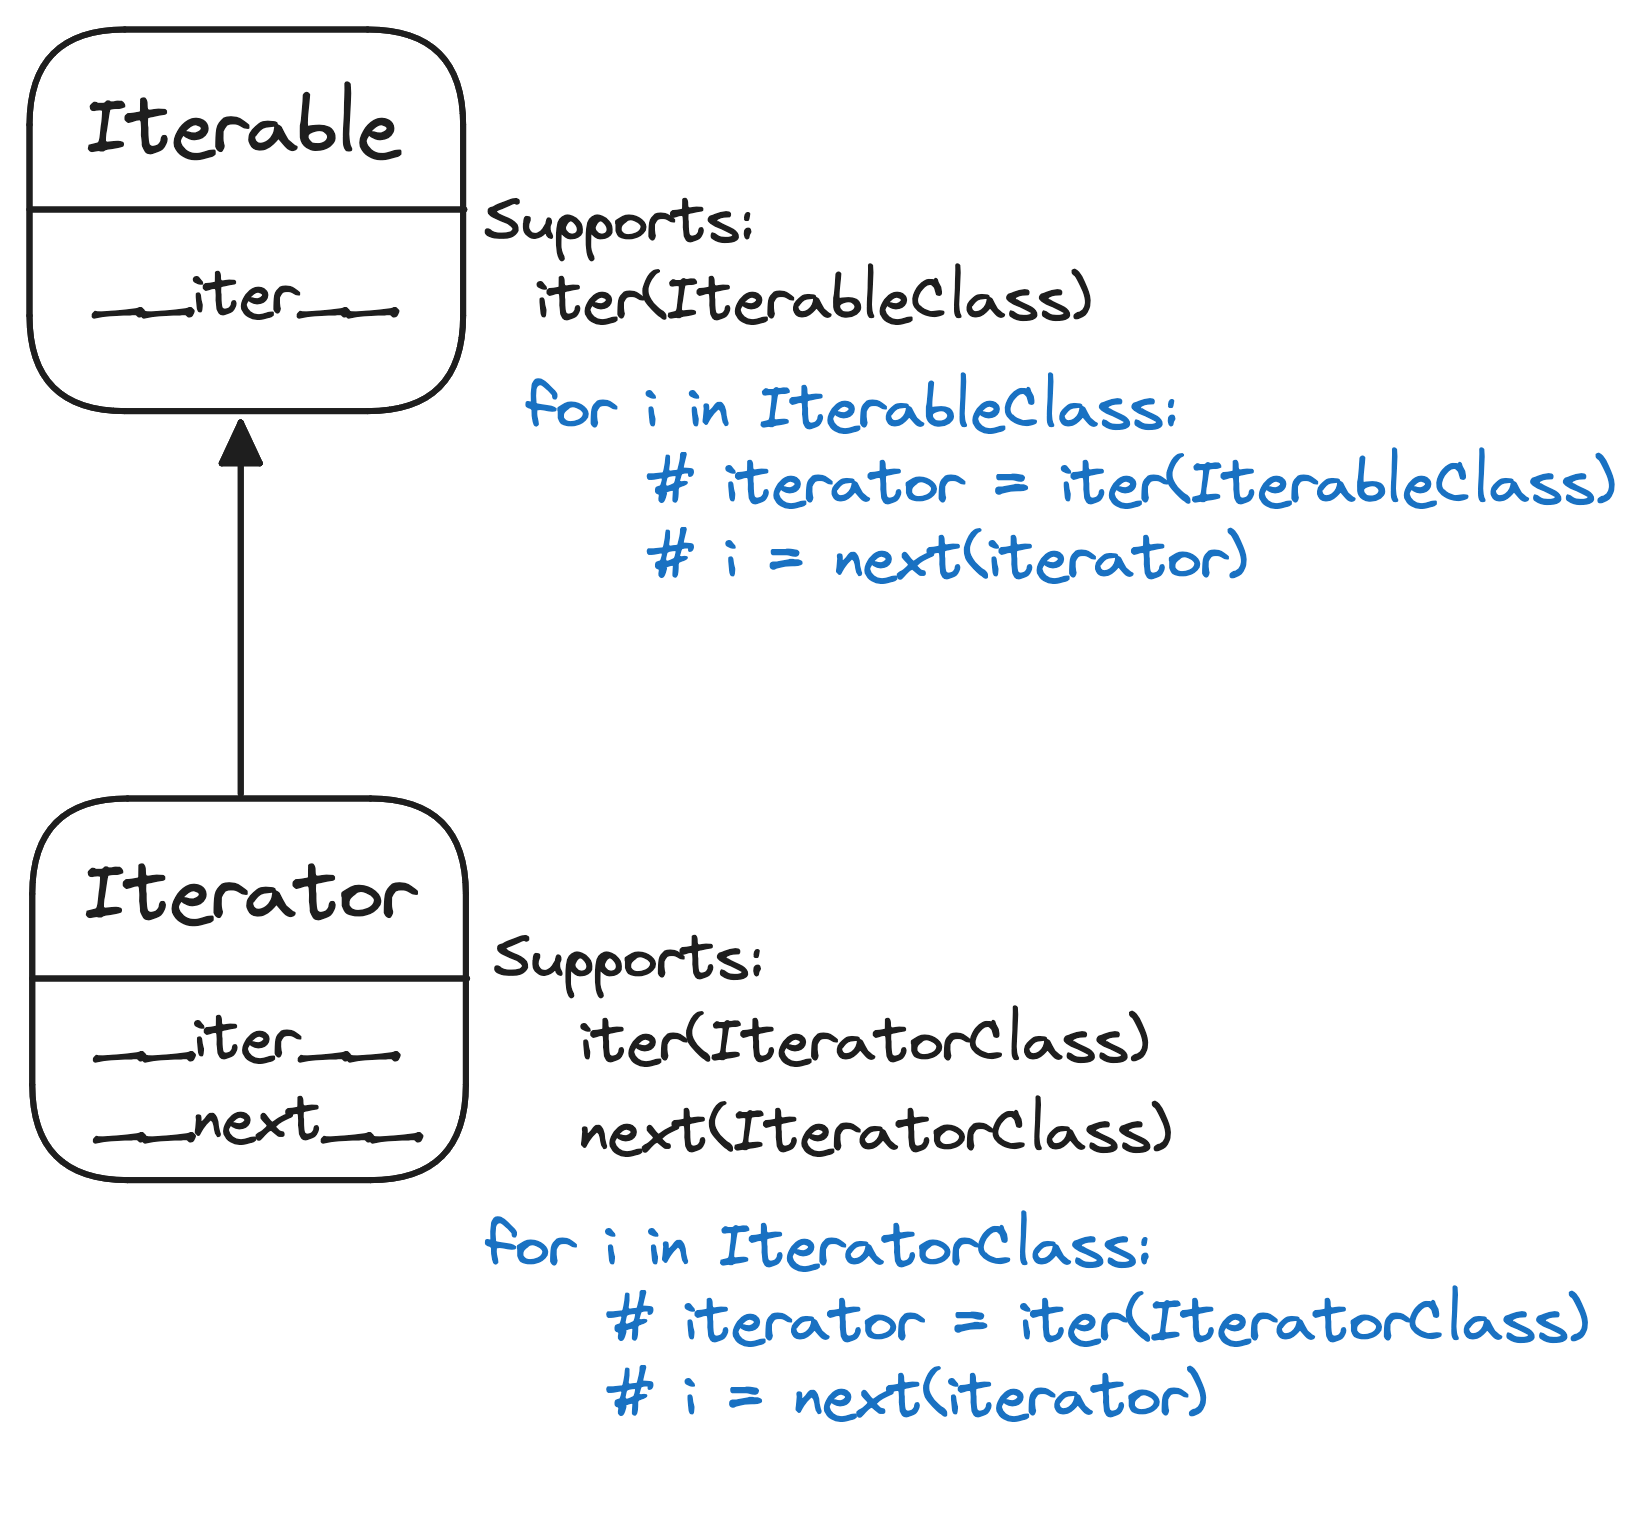 Iterable
__iter__
Supports:
iter(IterableClass)
for i in IterableClass:
# iterator = iter(IterableClass)
# i = next(iterator)
Iterator
__iter__
__next__
Supports:
iter(IteratorClass)
next(IteratorClass)
for i in IteratorClass:
# iterator = iter(IteratorClass)
# i = next(iterator)